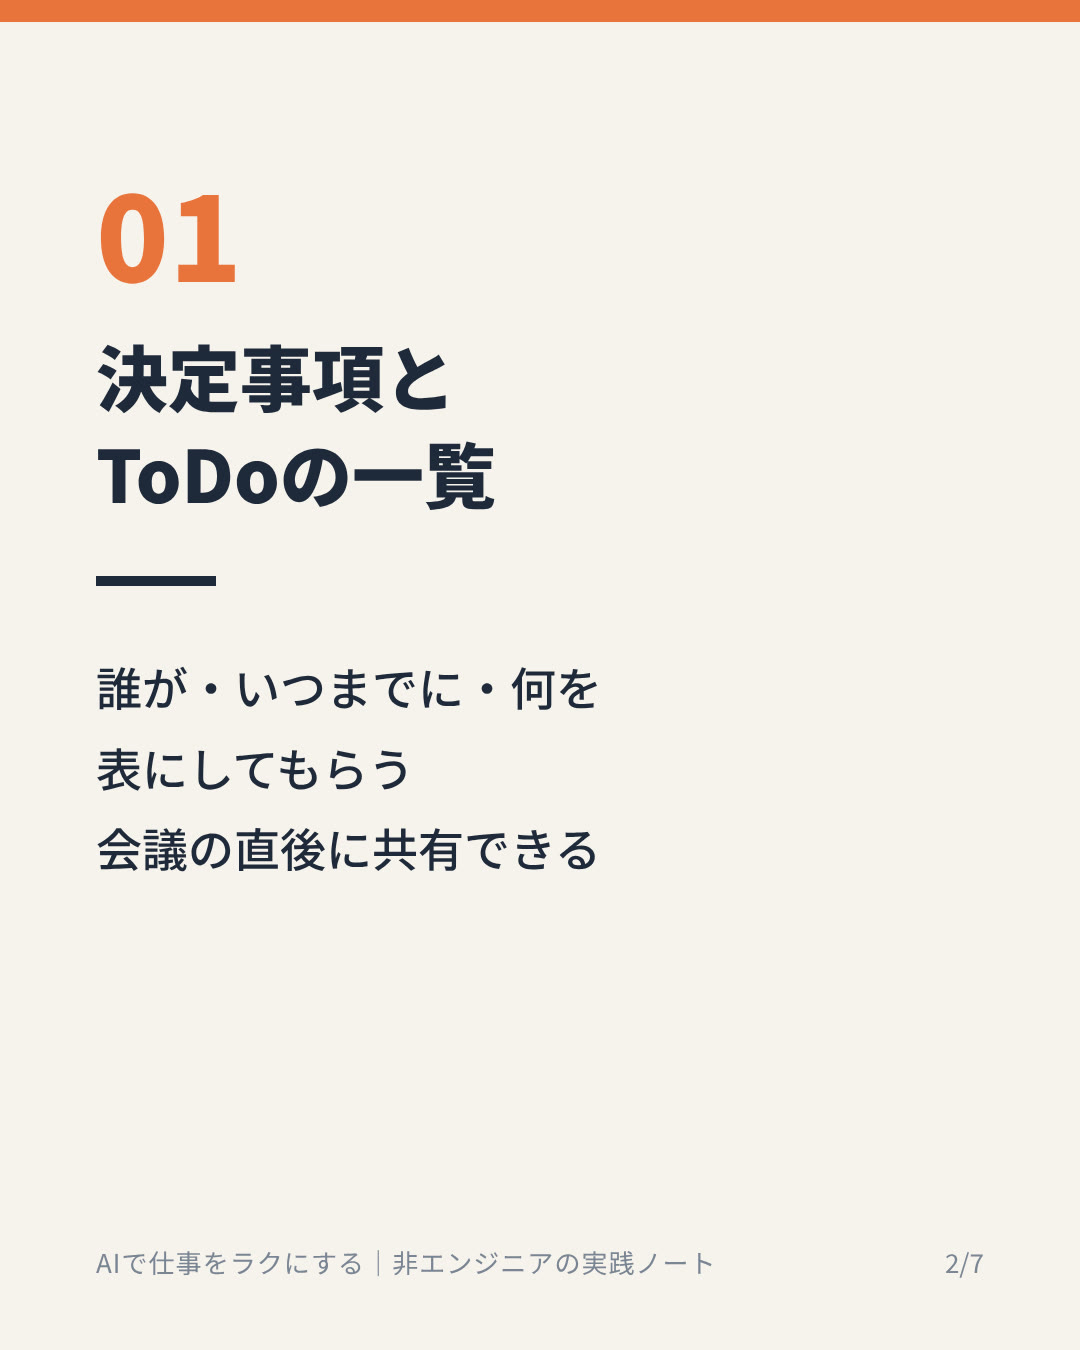 01
決定事項と
ToDoの一覧
誰が・いつまでに・何を
表にしてもらう
会議の直後に共有できる
AIで仕事をラクにする｜非エンジニアの実践ノート
2/7